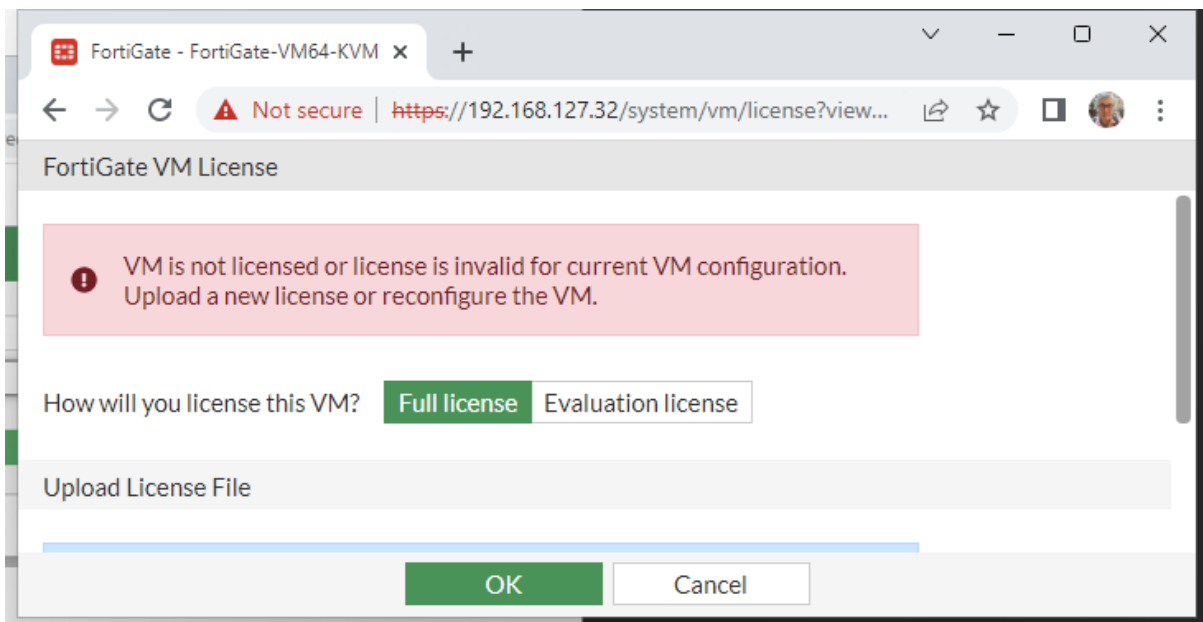 FortiGate - FortiGate-VM64-KVM
Not secure | https://192.168.127.32/system/vm/license?view...
FortiGate VM License
VM is not licensed or license is invalid for current VM configuration.
Upload a new license or reconfigure the VM.
How will you license this VM? Full license Evaluation license
Upload License File
OK Cancel